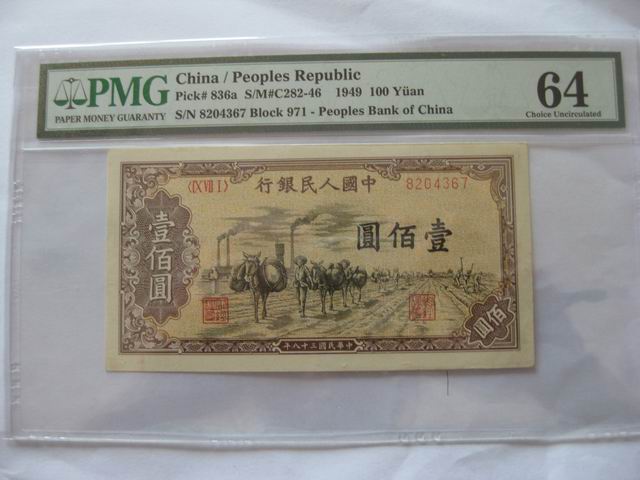 PMG
PAPER MONEY GUARANTY
China / Peoples Republic
Pick# 836a S/M#C282-46 1949 100 Yüan
S/N 8204367 Block 971 - Peoples Bank of China
64
Choice Uncirculated
行銀民人國中
〈IX VII I〉
8204367
壹佰圓
圓佰壹
圓佰
年八十三國民華中